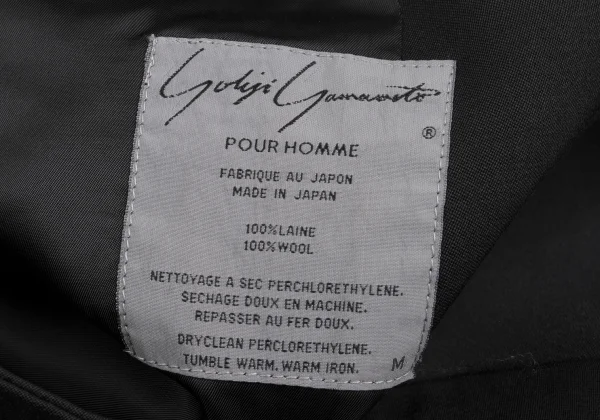 Yohji Yamamoto
®
POUR HOMME
FABRIQUE AU JAPON
MADE IN JAPAN
100%LAINE
100%WOOL
NETTOYAGE A SEC PERCHLORETHYLENE.
SECHAGE DOUX EN MACHINE.
REPASSER AU FER DOUX.
DRYCLEAN PERCLORETHYLENE.
TUMBLE WARM. WARM IRON.
M